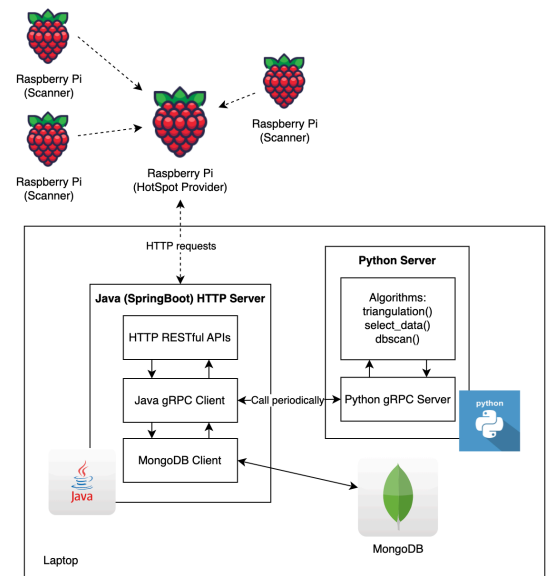 Raspberry Pi
(Scanner)
Raspberry Pi
(Scanner)
Raspberry Pi
(Scanner)
Raspberry Pi
(HotSpot Provider)
HTTP requests
Java (SpringBoot) HTTP Server
HTTP RESTful APIs
Java gRPC Client
MongoDB Client
Java
Call periodically
Python Server
Algorithms:
triangulation()
select_data()
dbscan()
Python gRPC Server
python
MongoDB
Laptop